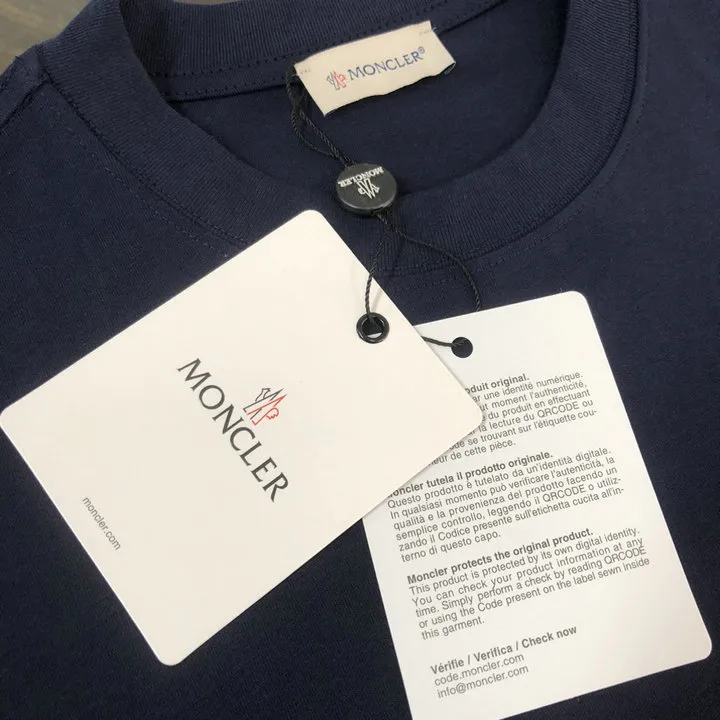 MONCLER®
MONCLER
MONCLER
moncler.com
oduit original.
une identité numérique.
moment l'authenticité,
du produit en effectuant
la lecture du QRCODE ou
se trouvant sur l'étiquette cou-
de cette pièce.
oncler tutela il prodotto originale.
Questo prodotto è tutelato da un'identità digitale.
In qualsiasi momento può verificare l'autenticità, la
qualità e la provenienza del prodotto facendo un
semplice controllo, leggendo il QRCODE o utiliz-
zando il Codice presente sull'etichetta cucita all'in-
terno di questo capo.
Moncler protects the original product.
This product is protected by its own digital identity.
You can check your product information at any
time. Simply perform a check by reading QRCODE
or using the Code present on the label sewn inside
this garment.
Vérifie / Verifica / Check now
code.moncler.com
info@moncler.com